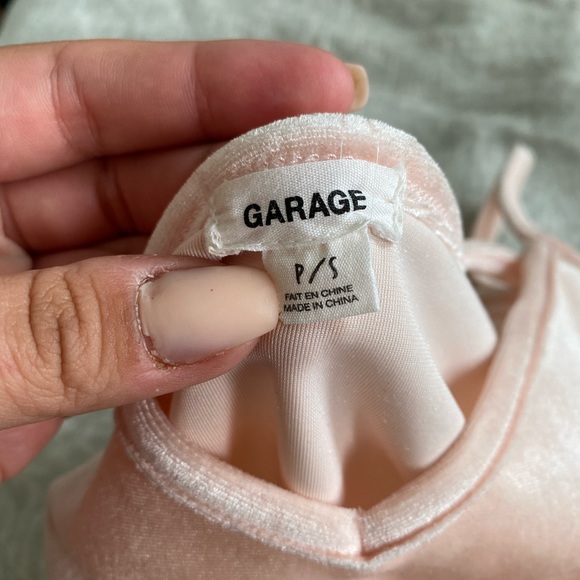 GARAGE
P/S
FAIT EN CHINE
MADE IN CHINA